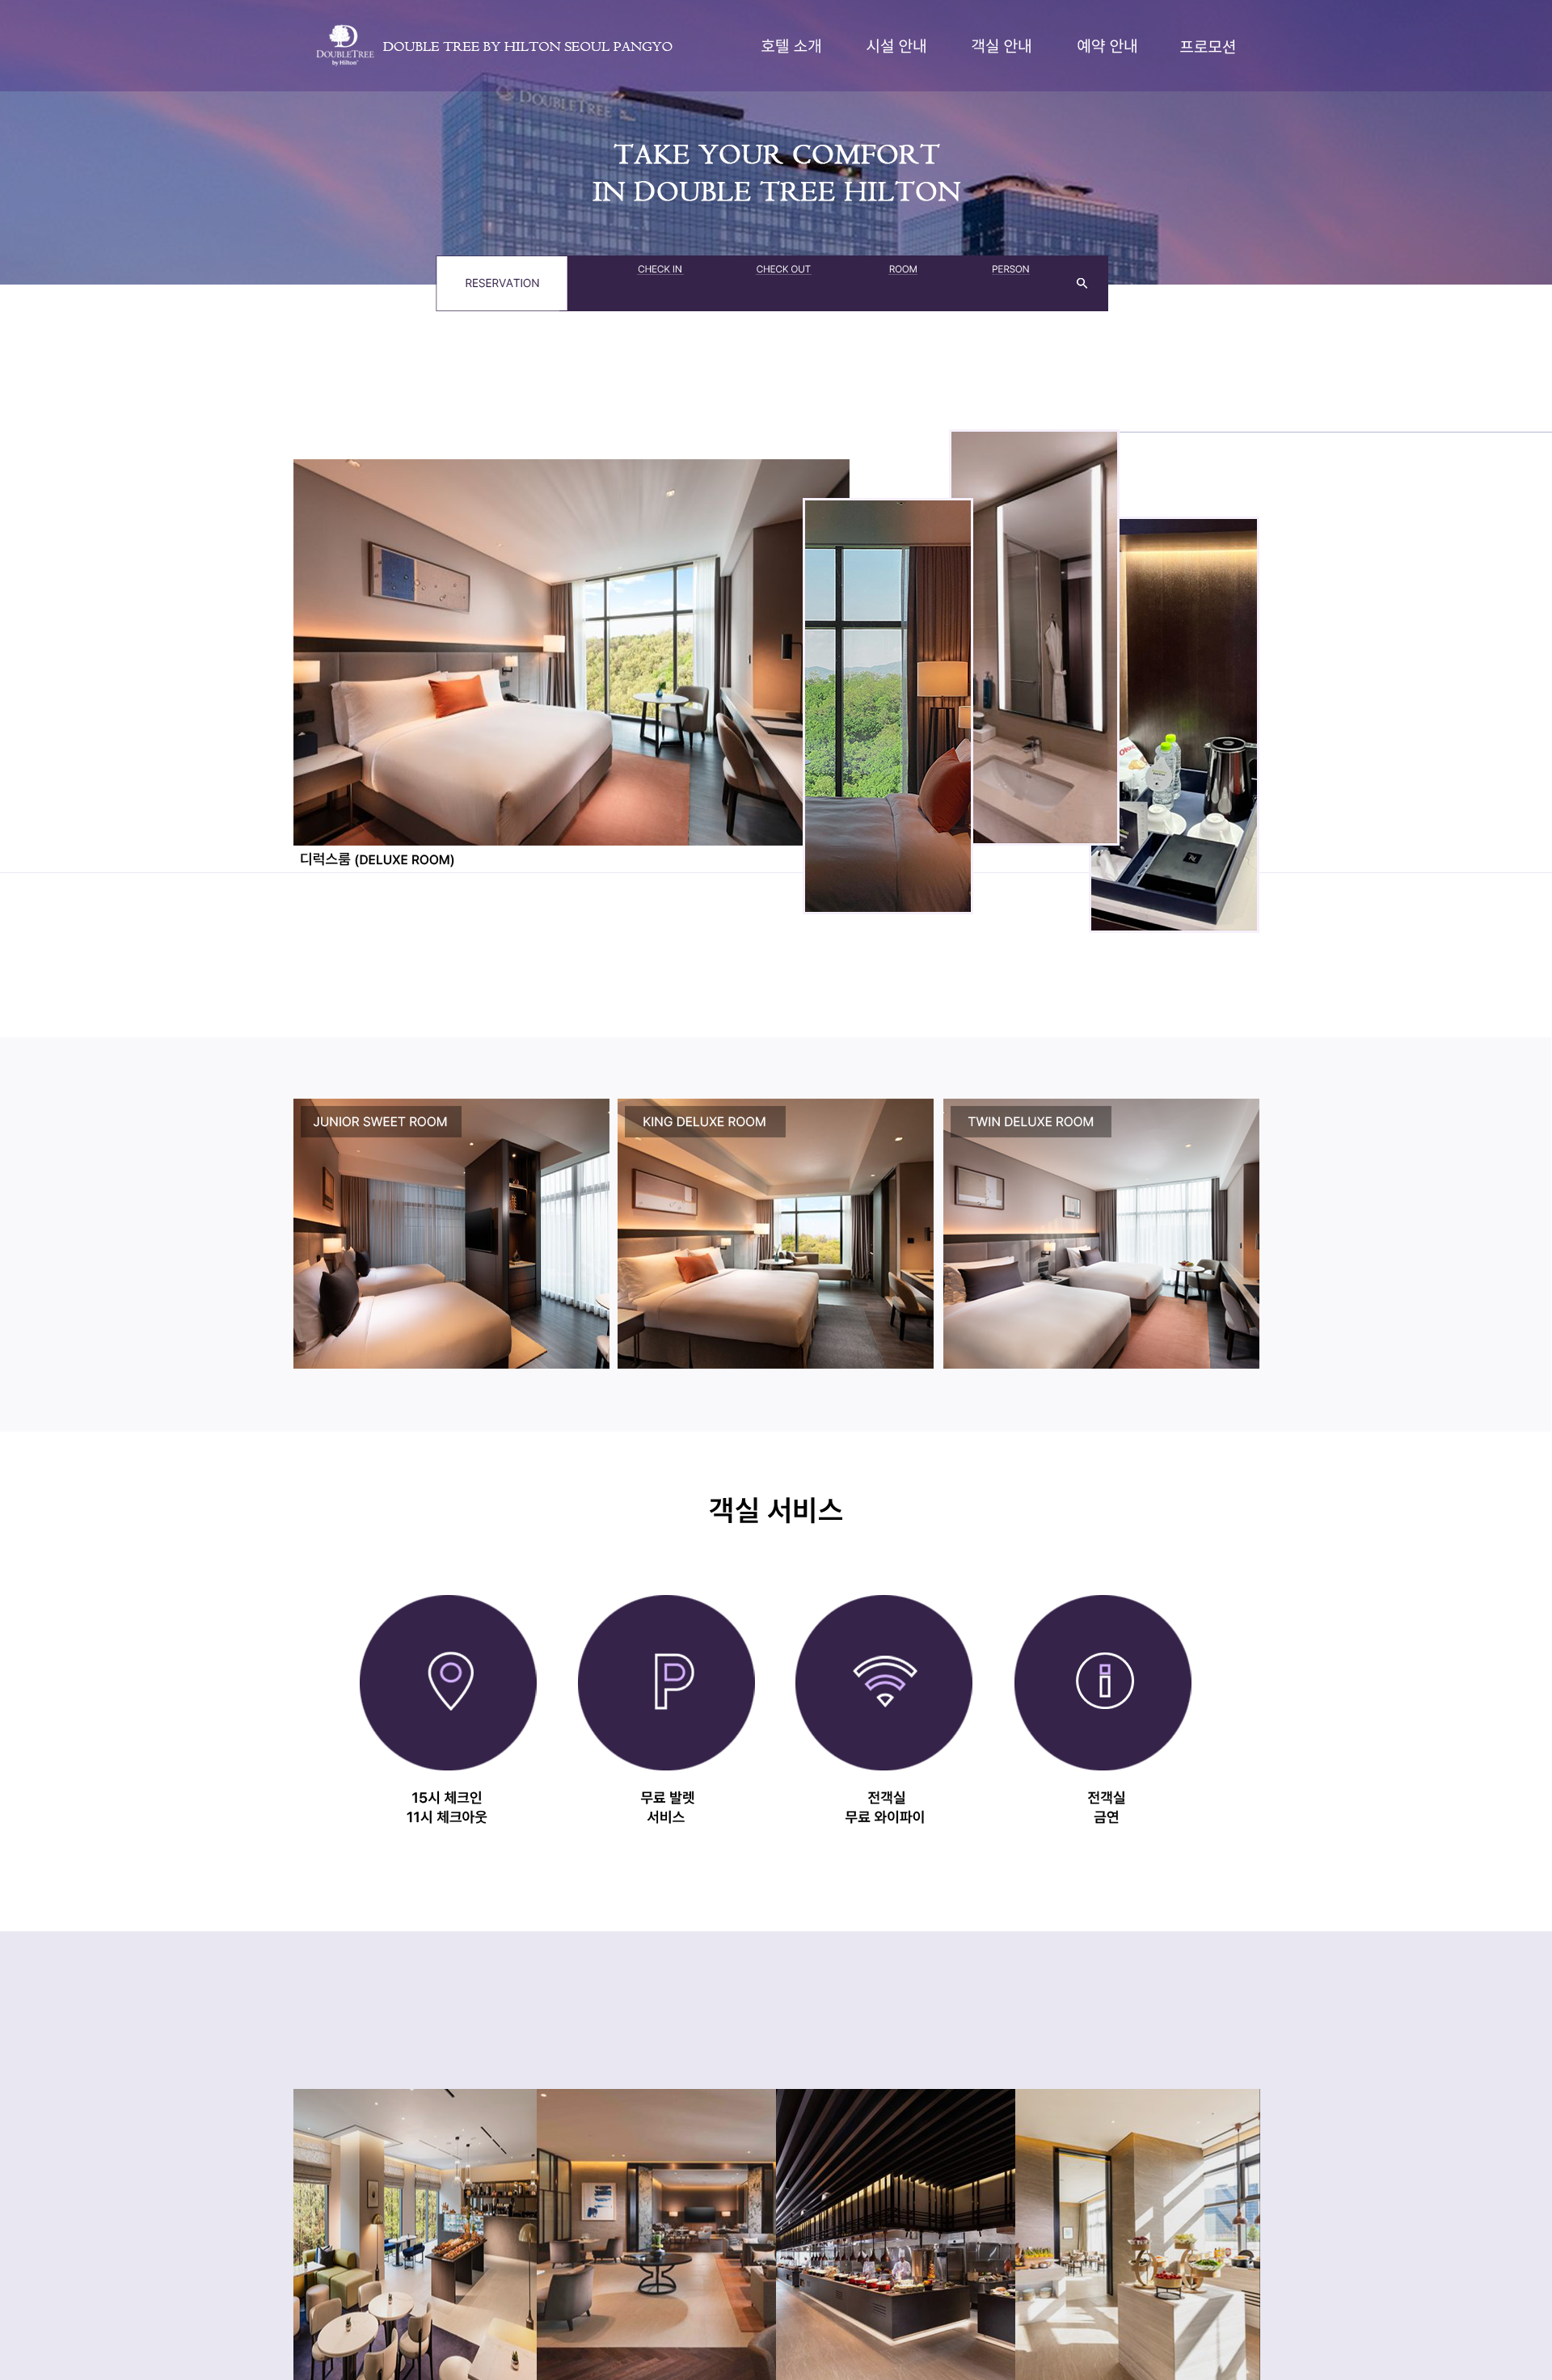 DOUBLETREE
by Hilton
DOUBLE TREE BY HILTON SEOUL PANGYO
호텔 소개
시설 안내
객실 안내
예약 안내
프로모션
DOUBLETREE
by Hilton
TAKE YOUR COMFORT
IN DOUBLE TREE HILTON
RESERVATION
CHECK IN
CHECK OUT
ROOM
PERSON
디럭스룸 (DELUXE ROOM)
JUNIOR SWEET ROOM
KING DELUXE ROOM
TWIN DELUXE ROOM
객실 서비스
15시 체크인
11시 체크아웃
무료 발렛
서비스
전객실
무료 와이파이
전객실
금연